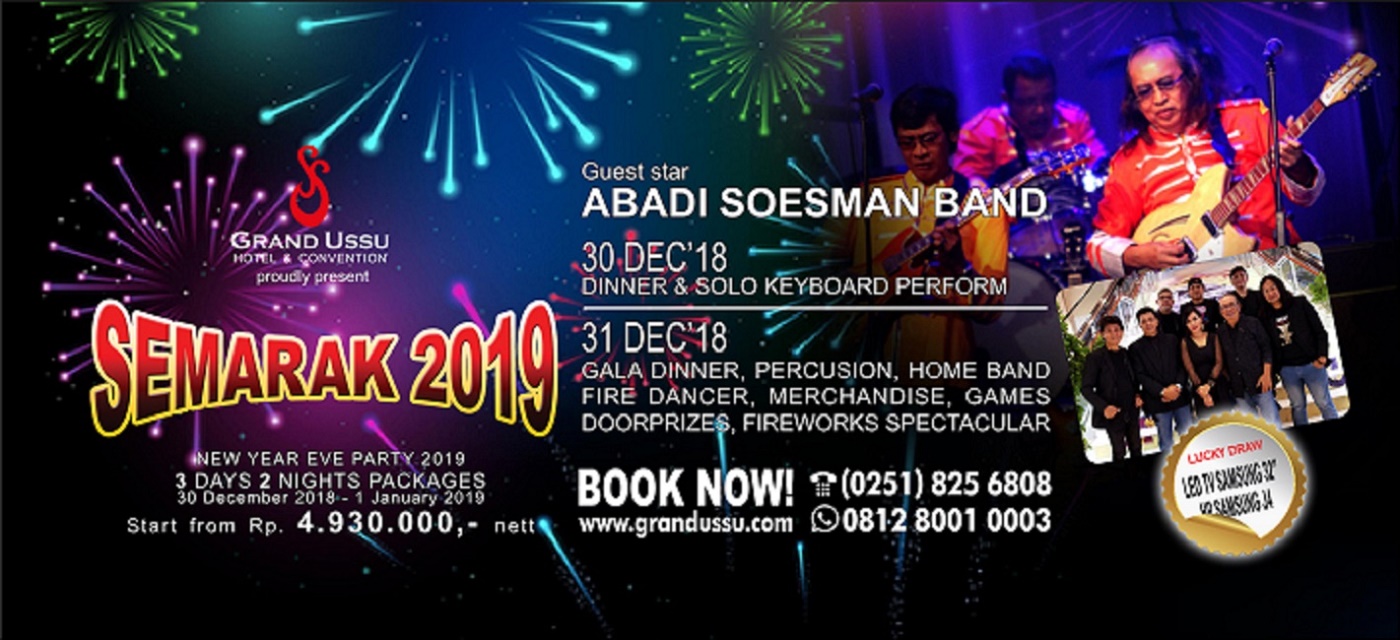 GRAND USSU
HOTEL & CONVENTION
proudly present
SEMARAK 2019
NEW YEAR EVE PARTY 2019
3 DAYS 2 NIGHTS PACKAGES
30 December 2018 - 1 January 2019
Start from Rp. 4.930.000,- nett
Guest star
ABADI SOESMAN BAND
30 DEC'18
DINNER & SOLO KEYBOARD PERFORM
31 DEC'18
GALA DINNER, PERCUSION, HOME BAND
FIRE DANCER, MERCHANDISE, GAMES
DOORPRIZES, FIREWORKS SPECTACULAR
BOOK NOW!
www.grandussu.com
(0251) 825 6808
0812 8001 0003
LUCKY DRAW
LED TV SAMSUNG 32"
HP SAMSUNG J4